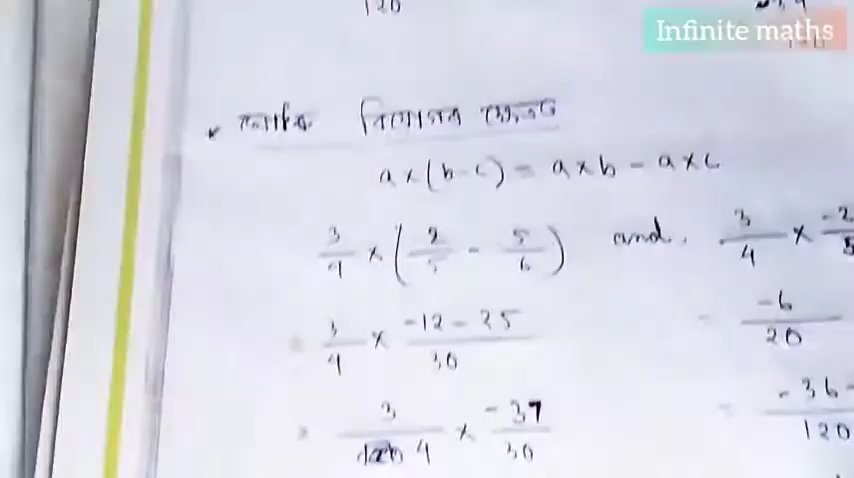 120
Infinite maths
বিয়োগের ক্ষেত্রত
a × (b - c) = a × b - a × c
3/4 × (2/5 - 5/6) and, 3/4 × -2/5
3/4 × -12 - 25/30
- -6/20
= 3/4 × -37/30
= -36-/120